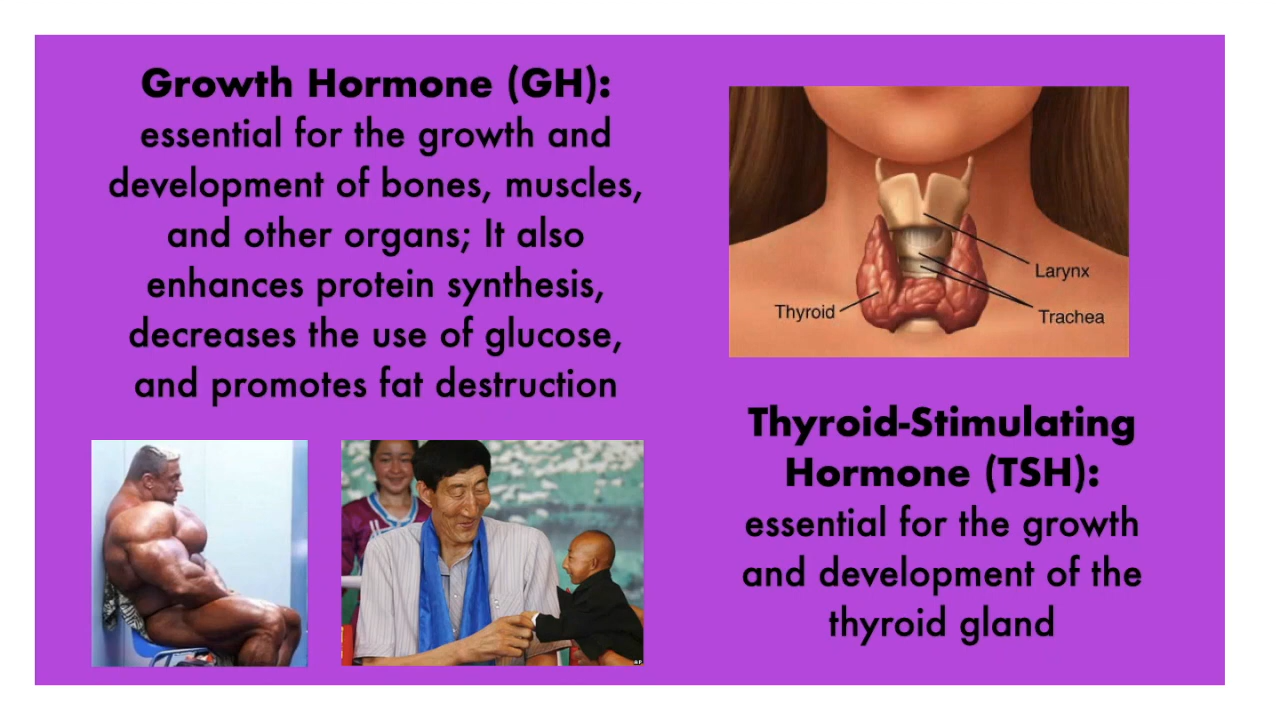 Growth Hormone (GH):
essential for the growth and
development of bones, muscles,
and other organs; It also
enhances protein synthesis,
decreases the use of glucose,
and promotes fat destruction
Larynx
Thyroid
Trachea
Thyroid-Stimulating
Hormone (TSH):
essential for the growth
and development of the
thyroid gland